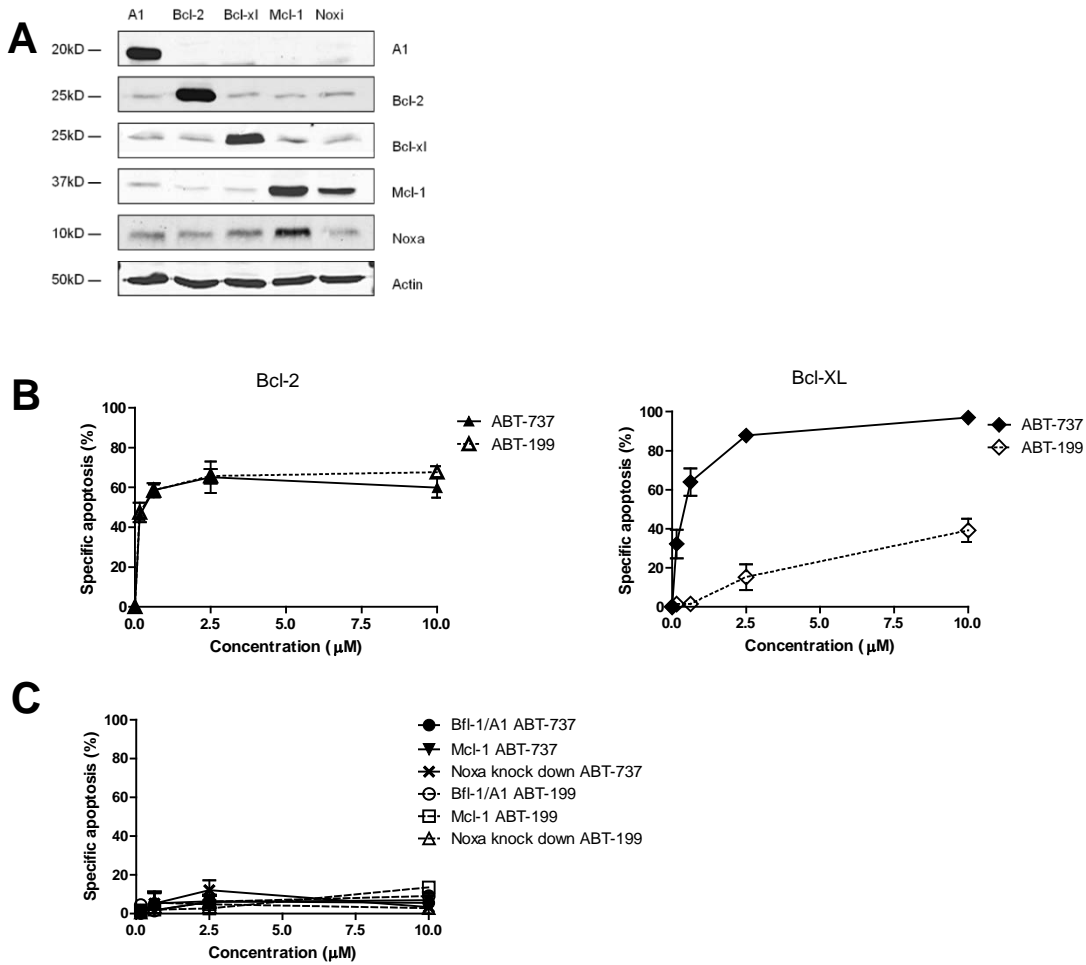 A
A1 Bcl-2 Bcl-xl Mcl-1 Noxi
20kD — A1
25kD — Bcl-2
25kD — Bcl-xl
37kD — Mcl-1
10kD — Noxa
50kD — Actin
B
Bcl-2
Specific apoptosis (%)
100
80
60
40
20
0
0.0 2.5 5.0 7.5 10.0
Concentration (μM)
ABT-737
ABT-199
Bcl-XL
Specific apoptosis (%)
100
80
60
40
20
0
0.0 2.5 5.0 7.5 10.0
Concentration (μM)
ABT-737
ABT-199
C
Specific apoptosis (%)
100
80
60
40
20
0
0.0 2.5 5.0 7.5 10.0
Concentration (μM)
Bfl-1/A1 ABT-737
Mcl-1 ABT-737
Noxa knock down ABT-737
Bfl-1/A1 ABT-199
Mcl-1 ABT-199
Noxa knock down ABT-199